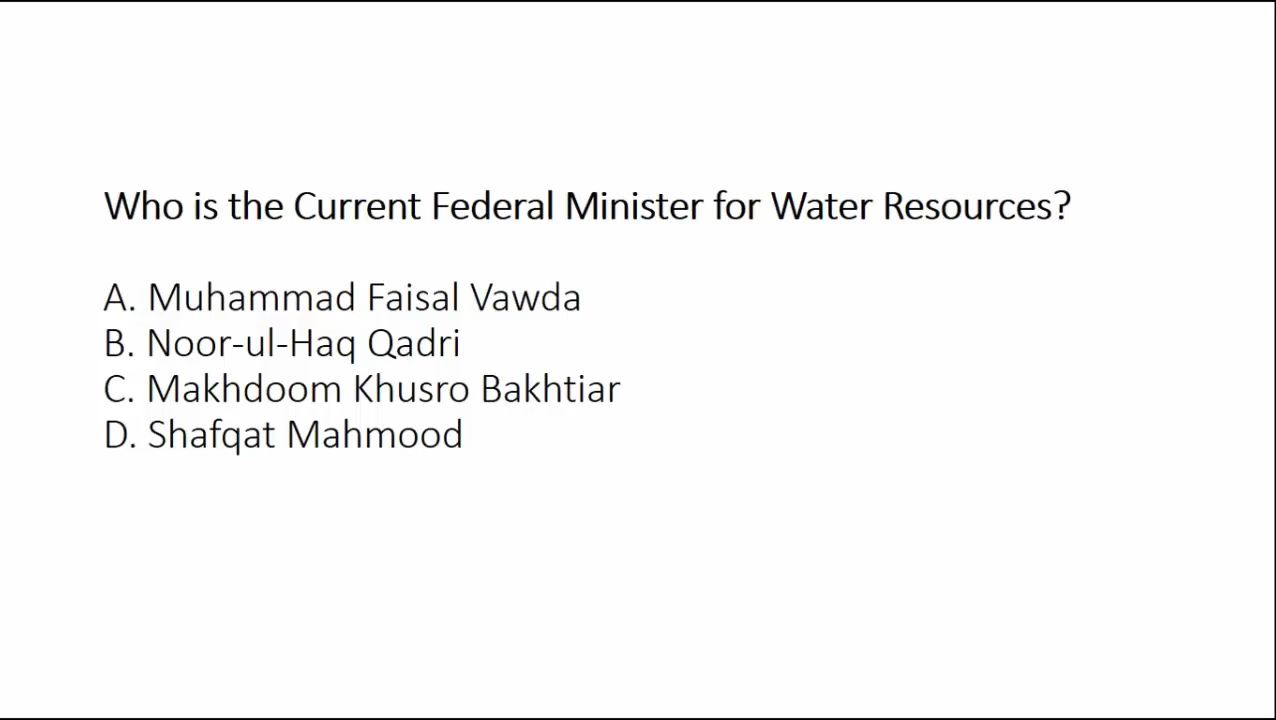 Who is the Current Federal Minister for Water Resources?
A. Muhammad Faisal Vawda
B. Noor-ul-Haq Qadri
C. Makhdoom Khusro Bakhtiar
D. Shafqat Mahmood